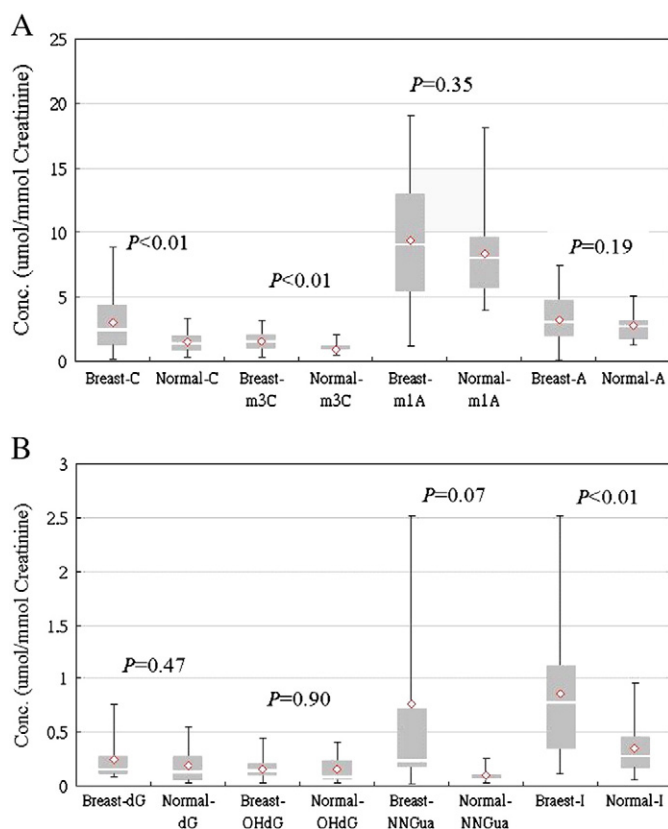 A
25
P=0.35
20
15
P<0.01
P<0.01
P=0.19
10
5
0
Conc. (umol/mmol Creatinine)
Breast-C Normal-C Breast- Normal- Breast- Normal- Breast-A Normal-A
m3C m3C m1A m1A
B
3
P=0.07 P<0.01
2.5
2
1.5
P=0.47
1
P=0.90
0.5
0
Conc. (umol/mmol Creatinine)
Breast-dG Normal- Breast- Normal- Breast- Normal- Braest-I Normal-I
dG OHdG OHdG NNGua NNGua